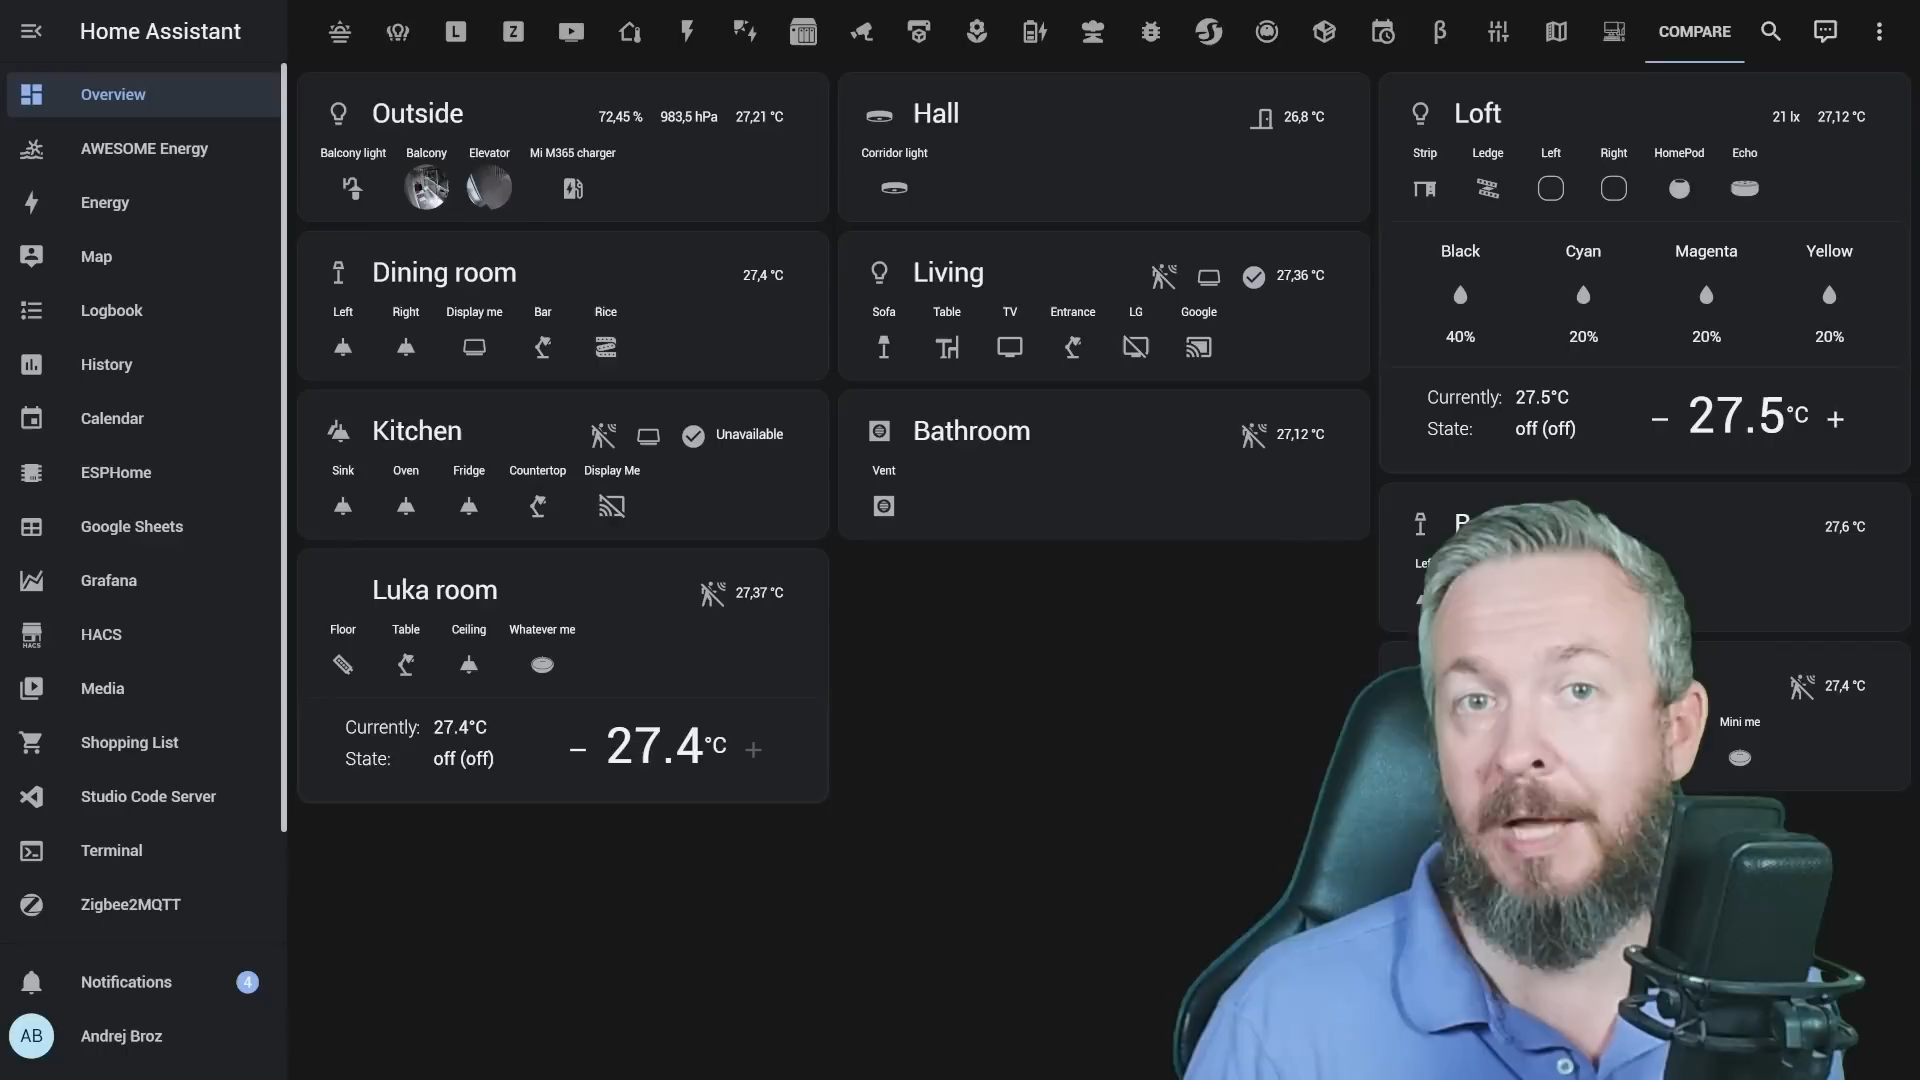 Home Assistant
L
Z
β
COMPARE
Overview
AWESOME Energy
Energy
Map
Logbook
History
Calendar
ESPHome
Google Sheets
Grafana
HACS
HACS
Media
Shopping List
Studio Code Server
Terminal
Zigbee2MQTT
Notifications 4
AB Andrej Broz
Outside 72,45 % 983,5 hPa 27,21 °C
Balcony light Balcony Elevator Mi M365 charger
Dining room 27,4 °C
Left Right Display me Bar Rice
Kitchen Unavailable
Sink Oven Fridge Countertop Display Me
Luka room 27,37 °C
Floor Table Ceiling Whatever me
Currently: 27.4°C
State: off (off)
− 27.4°C +
Hall 26,8 °C
Corridor light
Living 27,36 °C
Sofa Table TV Entrance LG Google
Bathroom 27,12 °C
Vent
Loft 21 lx 27,12 °C
Strip Ledge Left Right HomePod Echo
Black Cyan Magenta Yellow
40% 20% 20% 20%
Currently: 27.5°C
State: off (off)
− 27.5°C +
27,6 °C
27,4 °C
Mini me